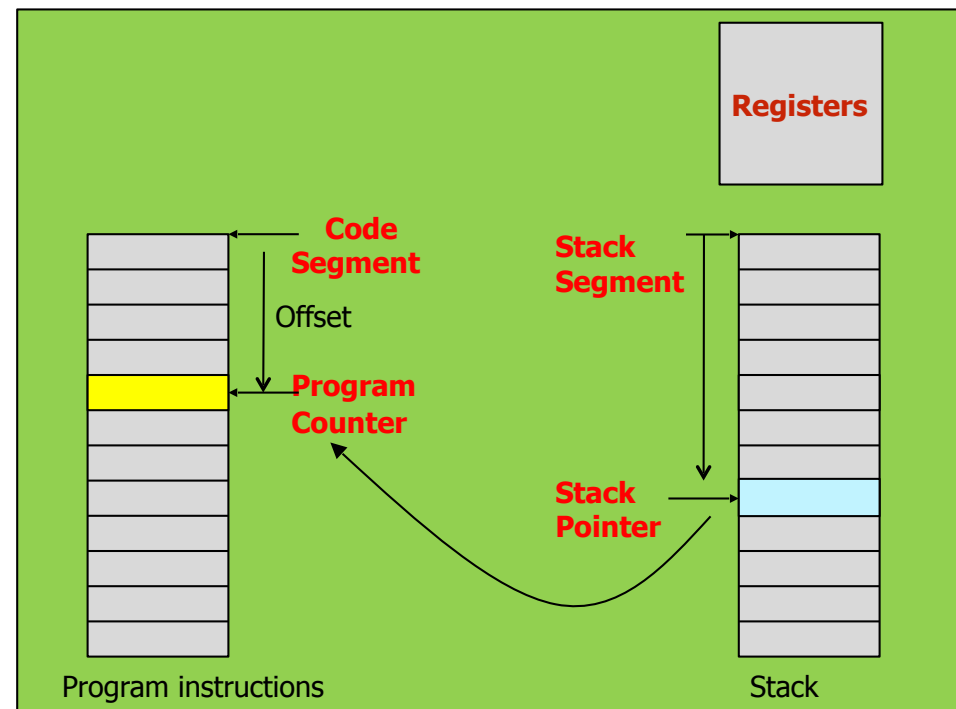 Registers
Code
Segment
Offset
Program
Counter
Stack
Segment
Stack
Pointer
Program instructions
Stack